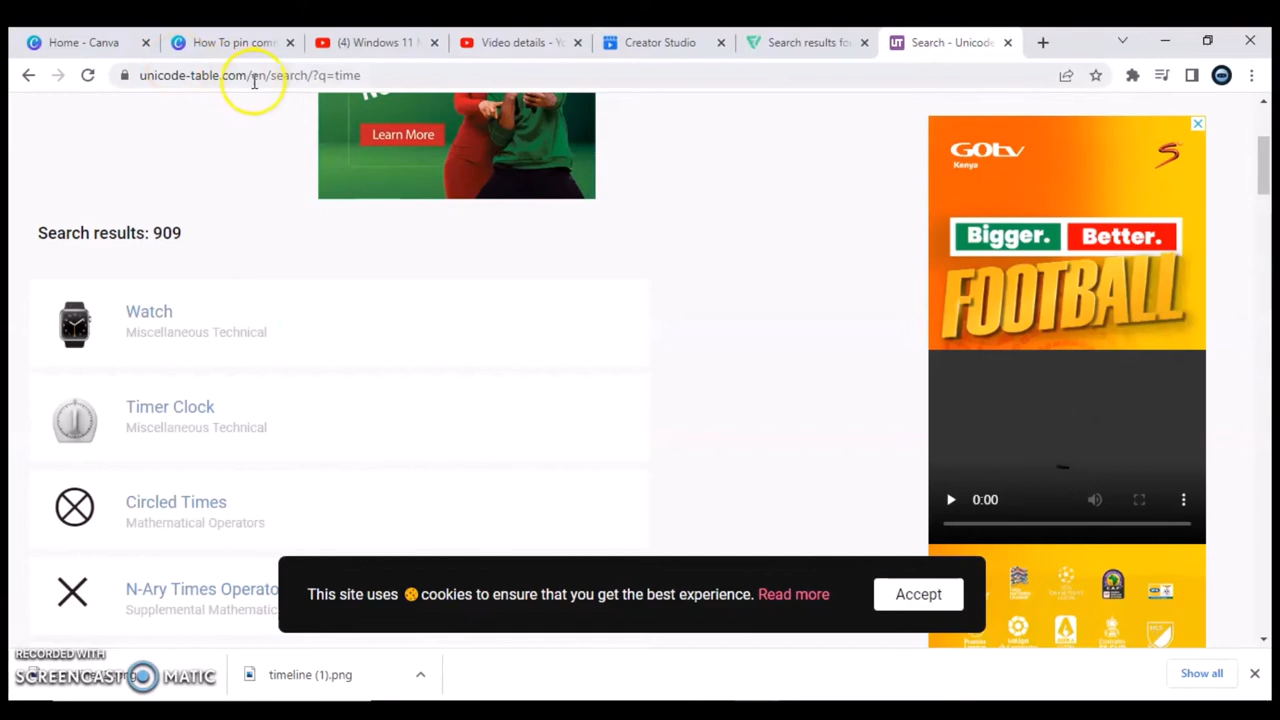 Home - Canva
How To pin com
(4) Windows 11
Video details - Yo
Creator Studio
Search results fo
UT
Search - Unicode
unicode-table.com/en/search/?q=time
Learn More
Search results: 909
Watch
Miscellaneous Technical
Timer Clock
Miscellaneous Technical
Circled Times
Mathematical Operators
N-Ary Times Operato
Supplemental Mathematic
GOtv
Kenya
S
Bigger. Better.
FOOTBALL
0:00
This site uses cookies to ensure that you get the best experience. Read more
Accept
RECORDED WITH
SCREENCAST MATIC
timeline (1).png
Show all